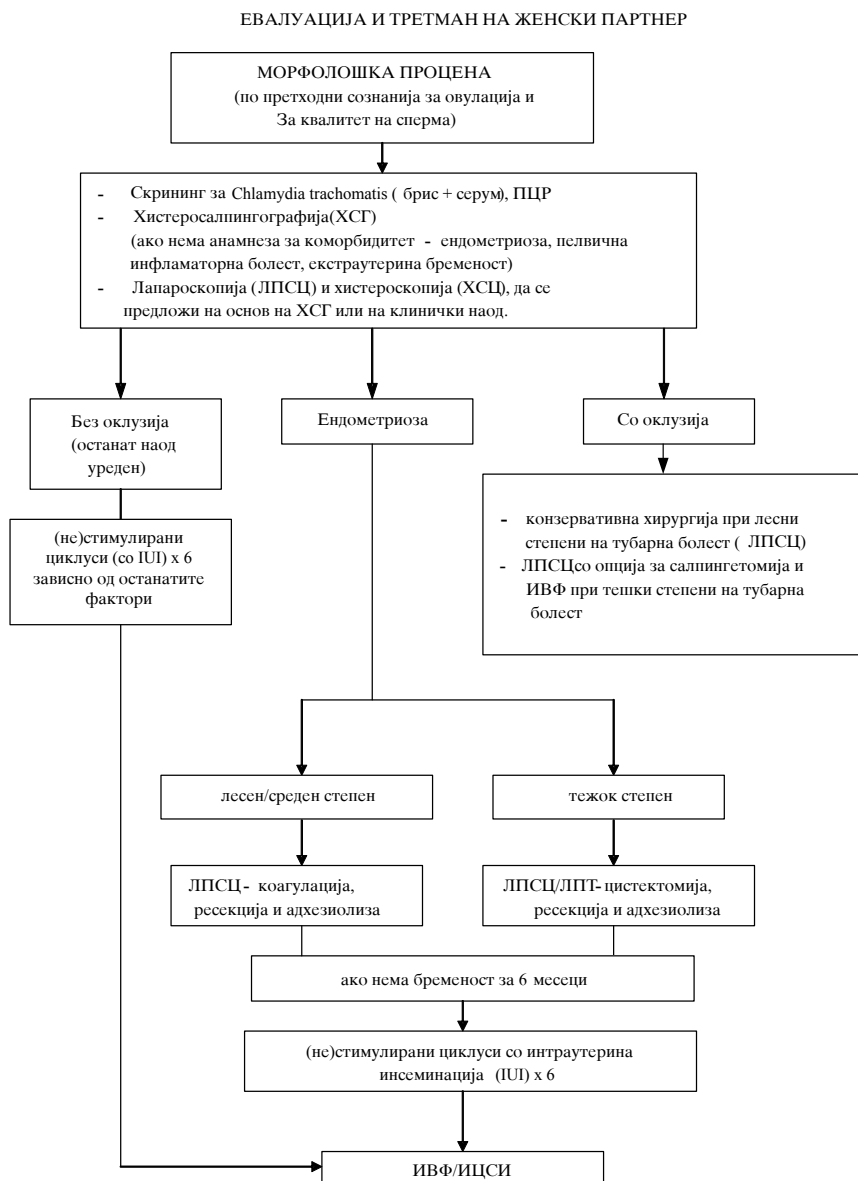 ЕВАЛУАЦИЈА И ТРЕТМАН НА ЖЕНСКИ ПАРТНЕР
МОРФОЛОШКА ПРОЦЕНА
(по претходни сознанија за овулација и
За квалитет на сперма)
- Скрининг за Chlamydia trachomatis ( брис + серум), ПЦР
- Хистеросалпингографија(ХСГ)
(ако нема анамнеза за коморбидитет - ендометриоза, пелвична
инфламаторна болест, екстраутерина бременост)
- Лапароскопија (ЛПСЦ) и хистероскопија (ХСЦ), да се
предложи на основ на ХСГ или на клинички наод.
Без оклузија
(останат наод
уреден)
Ендометриоза
Со оклузија
(не)стимулирани
циклуси (со IUI) x 6
зависно од останатите
фактори
- конзервативна хирургија при лесни
степени на тубарна болест ( ЛПСЦ)
- ЛПСЦсо опција за салпингетомија и
ИВФ при тешки степени на тубарна
болест
лесен/среден степен
тежок степен
ЛПСЦ - коагулација,
ресекција и адхезиолиза
ЛПСЦ/ЛПТ- цистектомија,
ресекција и адхезиолиза
ако нема бременост за 6 месеци
(не)стимулирани циклуси со интраутерина
инсеминација (IUI) x 6
ИВФ/ИЦСИ